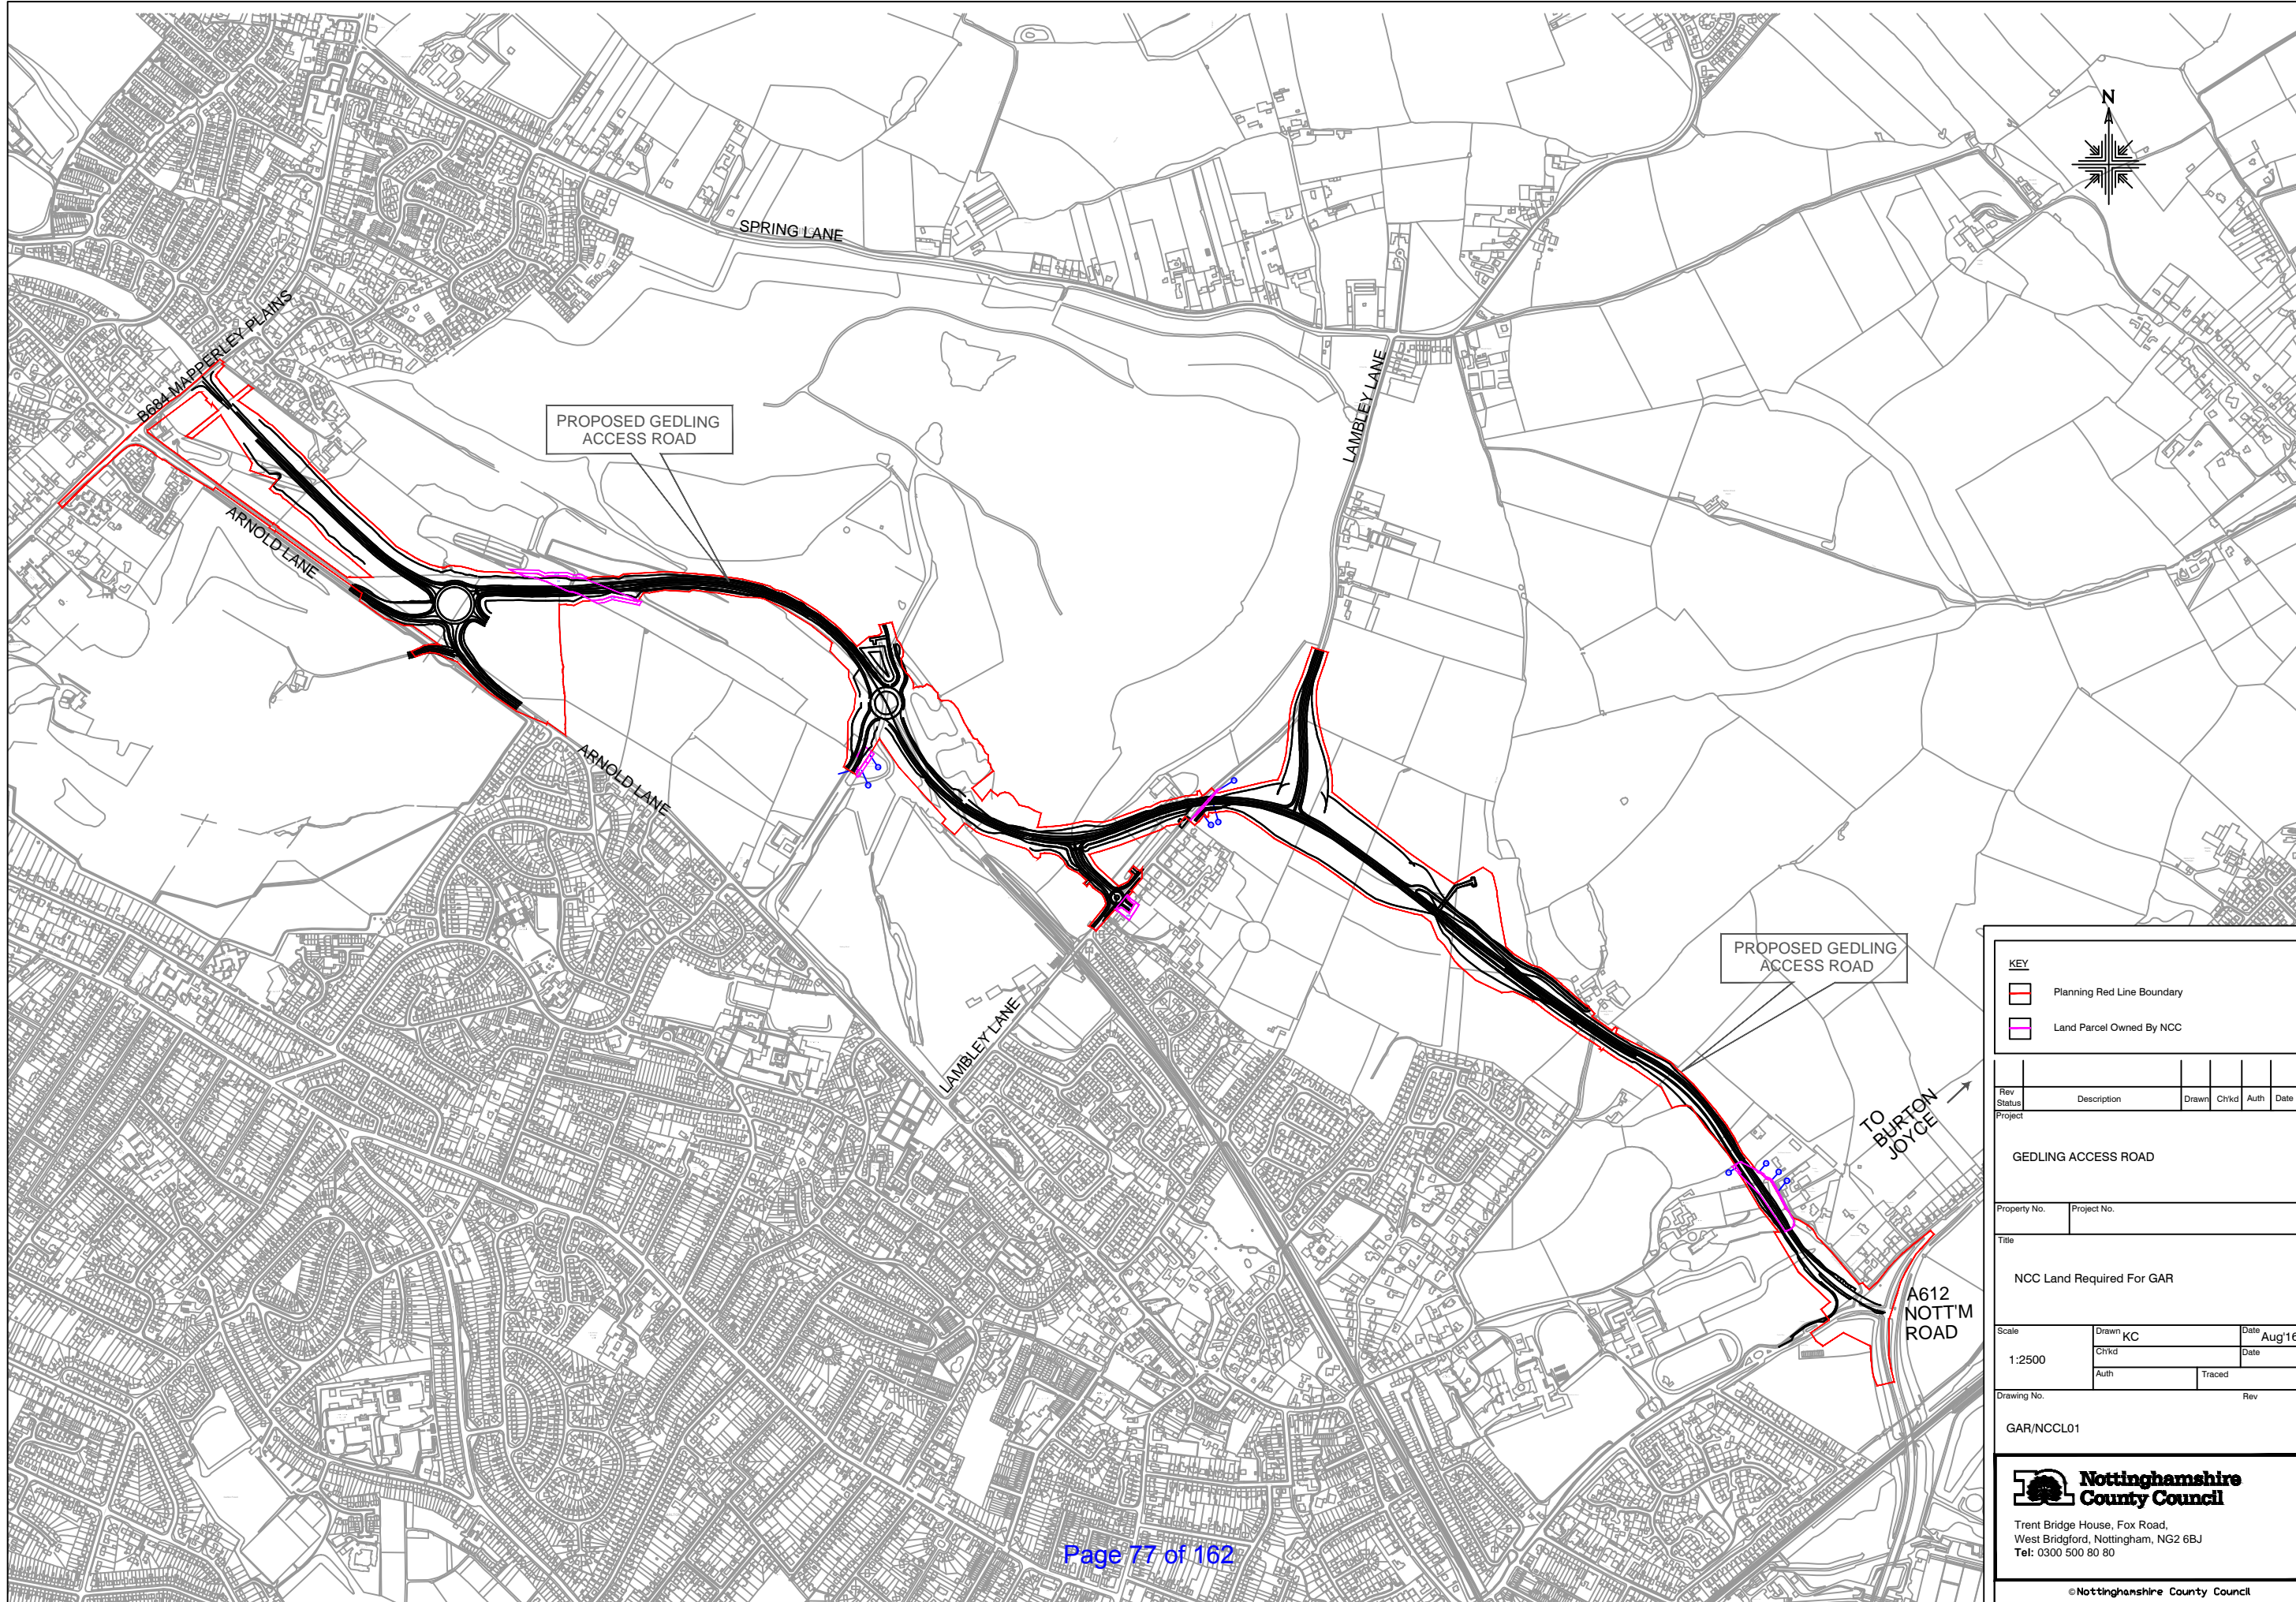 N
SPRING LANE
B684 MAPPERLEY PLAINS
PROPOSED GEDLING
ACCESS ROAD
LAMBLEY LANE
ARNOLD LANE
ARNOLD LANE
LAMBLEY LANE
PROPOSED GEDLING
ACCESS ROAD
TO
BURTON
JOYCE
A612
NOTT'M
ROAD
KEY
Planning Red Line Boundary
Land Parcel Owned By NCC
Rev
Status
Description
Drawn
Ch'kd
Auth
Date
Project
GEDLING ACCESS ROAD
Property No.
Project No.
Title
NCC Land Required For GAR
Scale
1:2500
Drawn KC
Date Aug'16
Ch'kd
Date
Auth
Traced
Drawing No.
Rev
GAR/NCCL01
Nottinghamshire
County Council
Trent Bridge House, Fox Road,
West Bridgford, Nottingham, NG2 6BJ
Tel: 0300 500 80 80
©Nottinghamshire County Council
Page 77 of 162